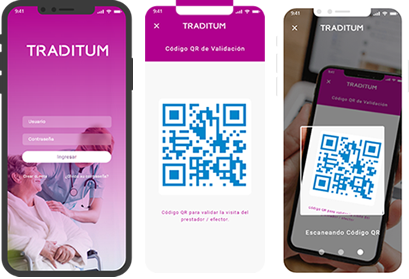 9:41
TRADITUM
Usuario
Contraseña
Ingresar
Crear cuenta
¿Olvidó su contraseña?
9:41
TRADITUM
Código QR de Validación
Código QR para validar la visita del
prestador / efector
9:41
TRADITUM
Código QR de Validación
Código QR para validar la visita del
Escaneando Código QR